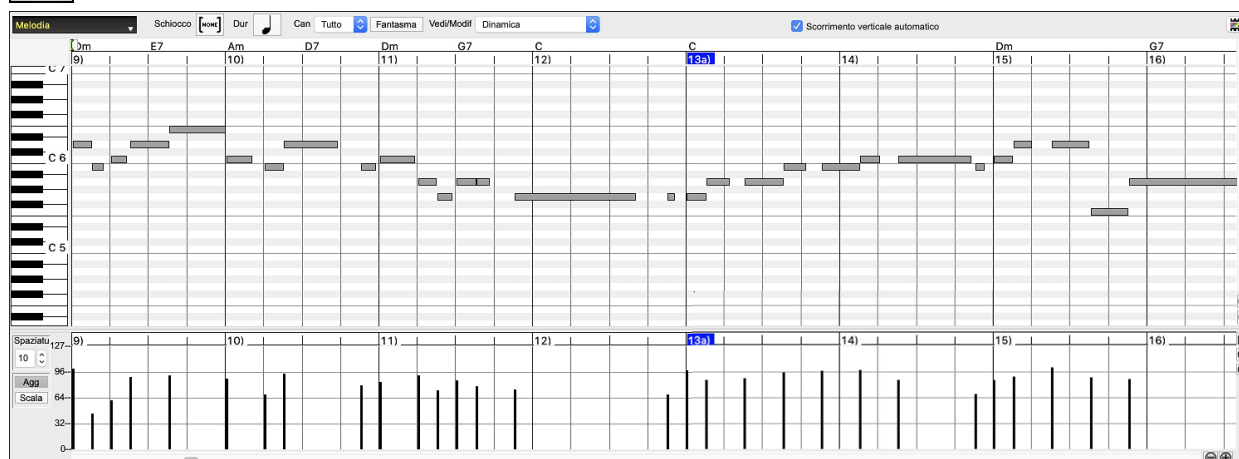 Melodia Schiocco [NONE] Dur Can Tutto Fantasma Vedi/Modif Dinamica Scorrimento verticale automatico
Dm E7 Am D7 Dm G7 C C Dm G7
9) 10) 11) 12) 13a) 14) 15) 16)
C 7
C 6
C 5
Spaziatu 9) 10) 11) 12) 13a) 14) 15) 16)
127
10
96
Agg
Scala 64
32
0